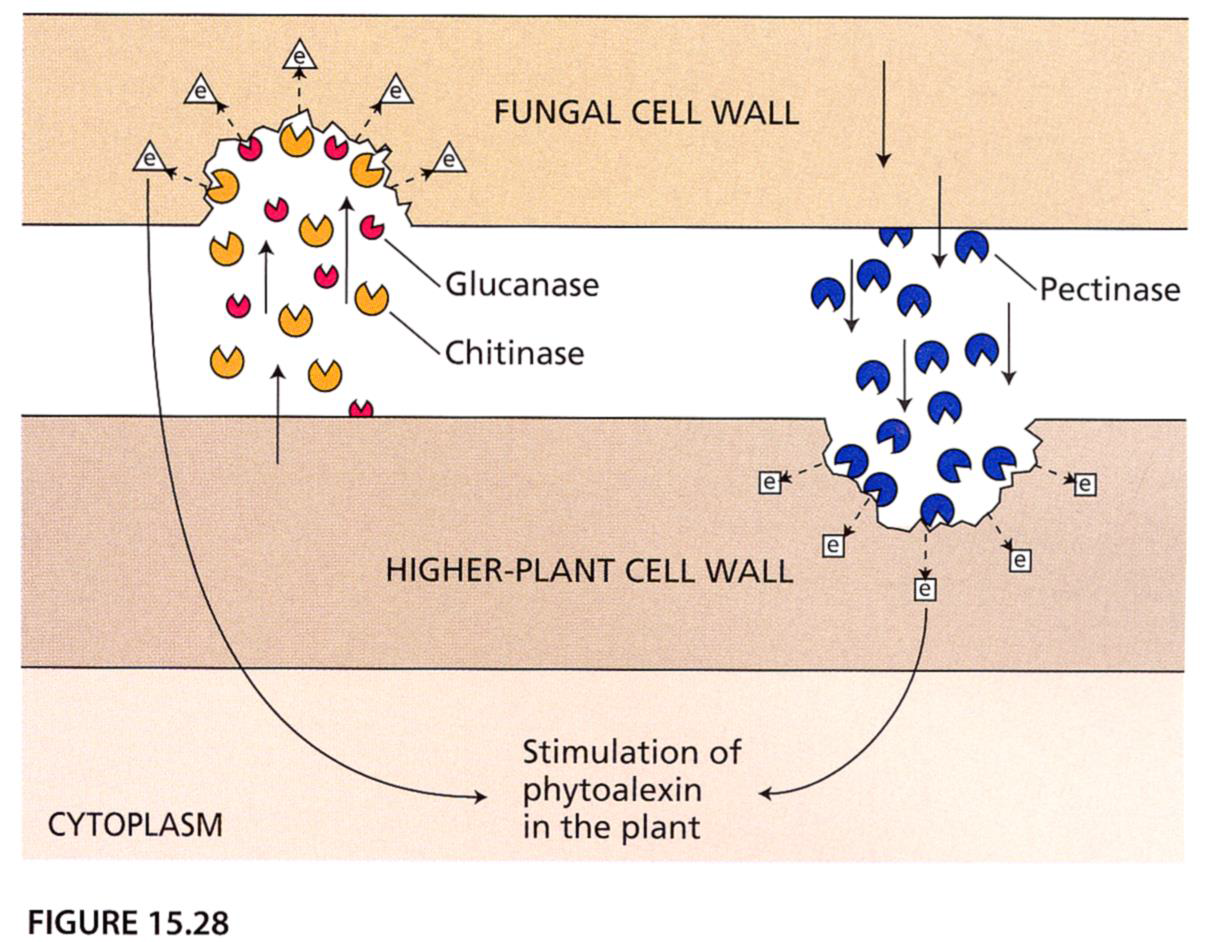 e
e
e
FUNGAL CELL WALL
e
e
Glucanase
Pectinase
Chitinase
e
e
e
e
HIGHER-PLANT CELL WALL
e
Stimulation of
phytoalexin
in the plant
CYTOPLASM
FIGURE 15.28